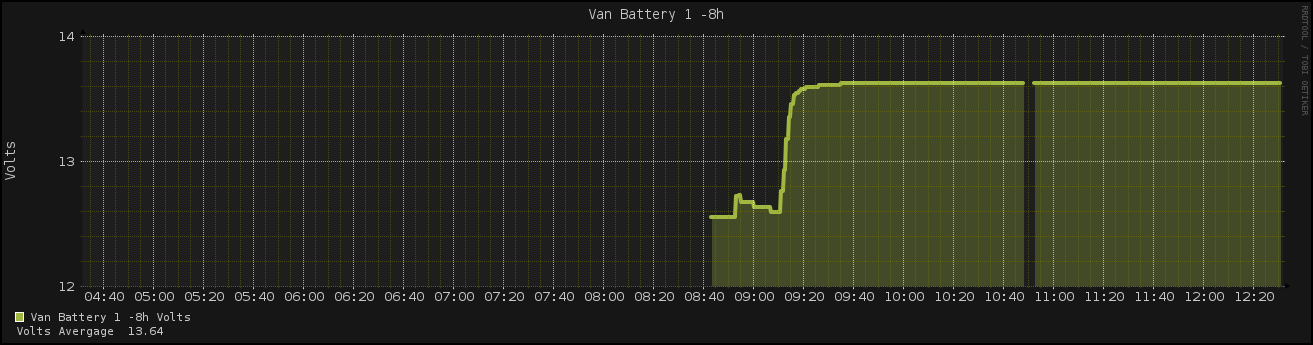 Van Battery 1 -8h
RRDTOOL / TOBI OETIKER
Volts
14
13
12
04:40 05:00 05:20 05:40 06:00 06:20 06:40 07:00 07:20 07:40 08:00 08:20 08:40 09:00 09:20 09:40 10:00 10:20 10:40 11:00 11:20 11:40 12:00 12:20
Van Battery 1 -8h Volts
Volts Avergage 13.64